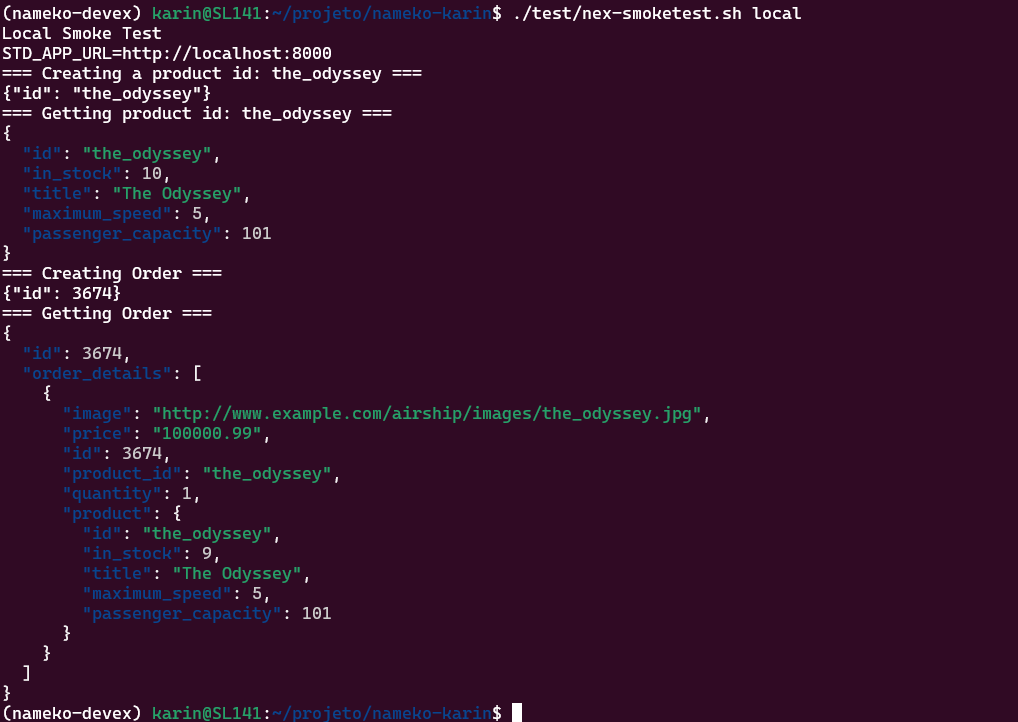 (nameko-devex) karin@SL141:~/projeto/nameko-karin$ ./test/nex-smoketest.sh local
Local Smoke Test
STD_APP_URL=http://localhost:8000
=== Creating a product id: the_odyssey ===
{"id": "the_odyssey"}
=== Getting product id: the_odyssey ===
{
  "id": "the_odyssey",
  "in_stock": 10,
  "title": "The Odyssey",
  "maximum_speed": 5,
  "passenger_capacity": 101
}
=== Creating Order ===
{"id": 3674}
=== Getting Order ===
{
  "id": 3674,
  "order_details": [
    {
      "image": "http://www.example.com/airship/images/the_odyssey.jpg",
      "price": "100000.99",
      "id": 3674,
      "product_id": "the_odyssey",
      "quantity": 1,
      "product": {
        "id": "the_odyssey",
        "in_stock": 9,
        "title": "The Odyssey",
        "maximum_speed": 5,
        "passenger_capacity": 101
      }
    }
  ]
}
(nameko-devex) karin@SL141:~/projeto/nameko-karin$